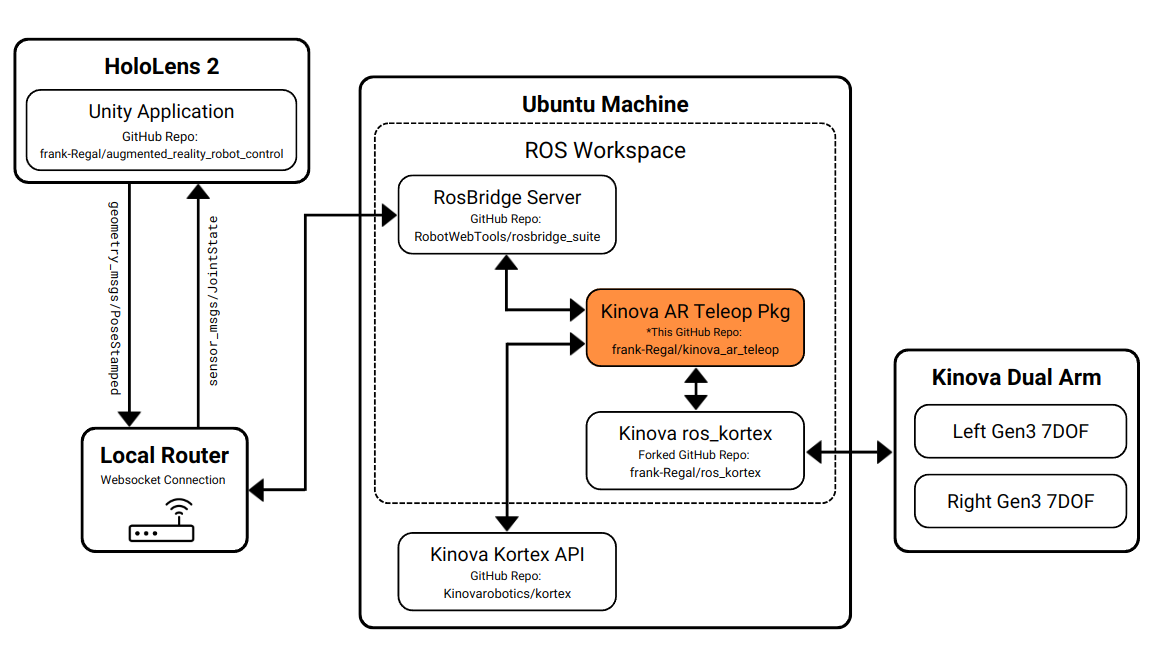 HoloLens 2
Unity Application
GitHub Repo:
frank-Regal/augmented_reality_robot_control
geometry_msgs/PoseStamped
sensor_msgs/JointState
Local Router
Websocket Connection
Ubuntu Machine
ROS Workspace
RosBridge Server
GitHub Repo:
RobotWebTools/rosbridge_suite
Kinova AR Teleop Pkg
*This GitHub Repo:
frank-Regal/kinova_ar_teleop
Kinova ros_kortex
Forked GitHub Repo:
frank-Regal/ros_kortex
Kinova Kortex API
GitHub Repo:
Kinovarobotics/kortex
Kinova Dual Arm
Left Gen3 7DOF
Right Gen3 7DOF